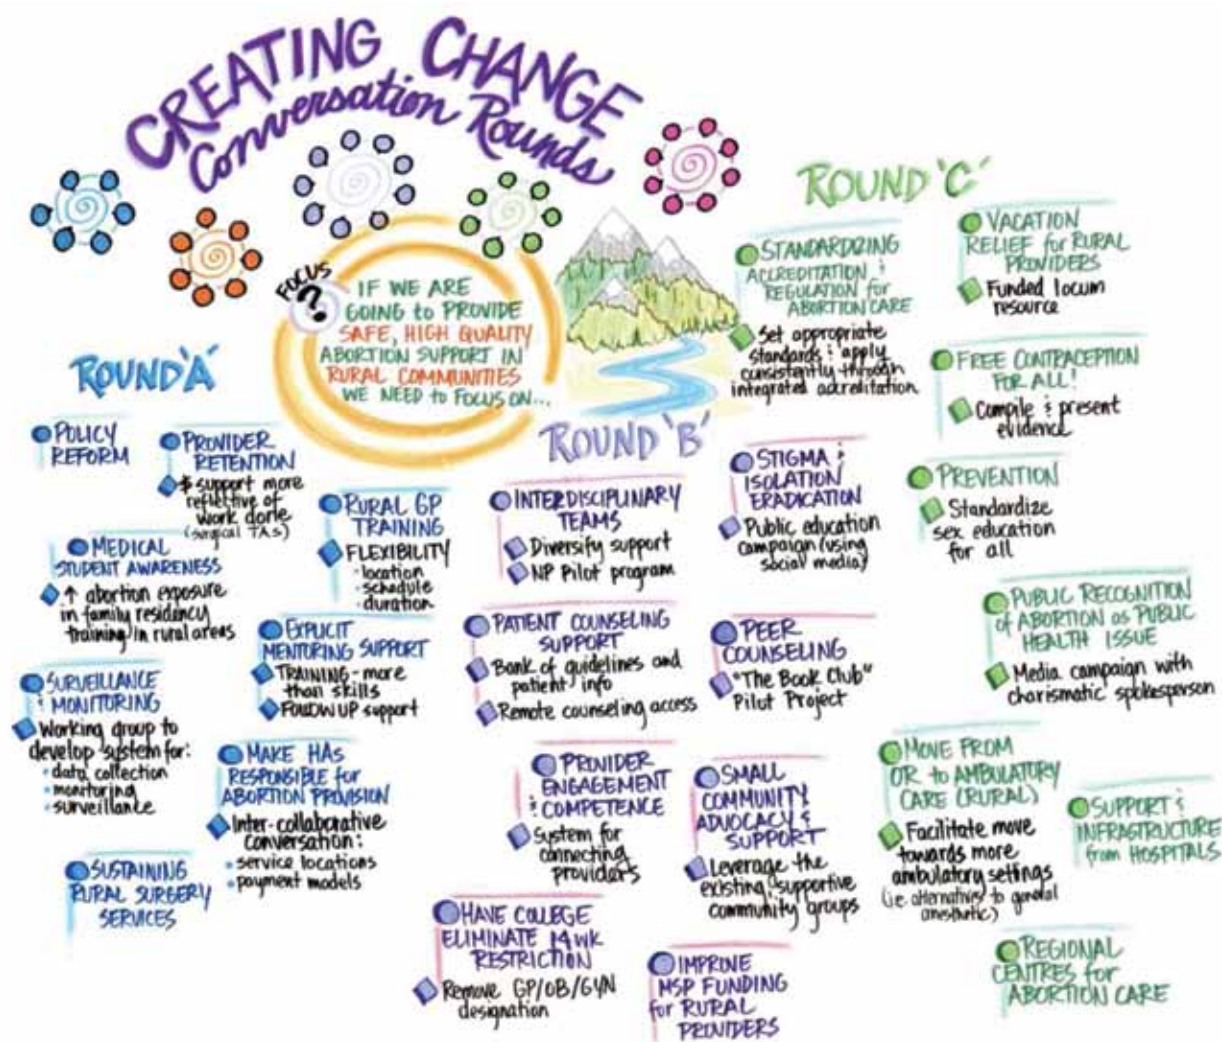 CREATING CHANGE
Conversation Rounds
FOCUS
?
IF WE ARE
GOING to PROVIDE
SAFE, HIGH QUALITY
ABORTION SUPPORT IN
RURAL COMMUNITIES
WE NEED to FOCUS ON...
ROUND 'A'
POLICY
REFORM
PROVIDER
RETENTION
$ support more
reflective of
work done
(surgical TAs)
MEDICAL
STUDENT AWARENESS
↑ abortion exposure
in family residency
training in rural areas
RURAL GP
TRAINING
FLEXIBILITY
• location
• schedule
• duration
EXPLICIT
MENTORING SUPPORT
TRAINING - more
than skills
FOLLOW UP support
SURVEILLANCE
& MONITORING
Working group to
develop system for:
• data collection
• monitoring
• surveillance
MAKE HAs
RESPONSIBLE for
ABORTION PROVISION
Inter-collaborative
conversation:
• service locations
• payment models
SUSTAINING
RURAL SURGERY
SERVICES
ROUND 'B'
INTERDISCIPLINARY
TEAMS
Diversify support
NP Pilot program
STIGMA &
ISOLATION
ERADICATION
Public education
campaign (using
social media)
PATIENT COUNSELING
SUPPORT
Bank of guidelines and
patient info
Remote counseling access
PEER
COUNSELING
"The Book Club"
Pilot Project
PROVIDER
ENGAGEMENT
& COMPETENCE
System for
connecting
providers
SMALL
COMMUNITY
ADVOCACY &
SUPPORT
Leverage the
existing supportive
community groups
HAVE COLLEGE
ELIMINATE 14 wk
RESTRICTION
Remove GP/OB/GYN
designation
IMPROVE
MSP FUNDING
for RURAL
PROVIDERS
ROUND 'C'
STANDARDIZING
ACCREDITATION &
REGULATION for
ABORTION CARE
Set appropriate
standards & apply
consistently through
integrated accreditation
VACATION
RELIEF for RURAL
PROVIDERS
Funded locum
resource
FREE CONTRACEPTION
FOR ALL!
Compile & present
evidence
PREVENTION
Standardize
sex education
for all
PUBLIC RECOGNITION
of ABORTION as PUBLIC
HEALTH ISSUE
Media campaign with
charismatic spokesperson
MOVE FROM
OR to AMBULATORY
CARE (RURAL)
Facilitate move
towards more
ambulatory settings
(i.e. alternatives to general
anesthetic)
SUPPORT &
INFRASTRUCTURE
from HOSPITALS
REGIONAL
CENTRES for
ABORTION CARE